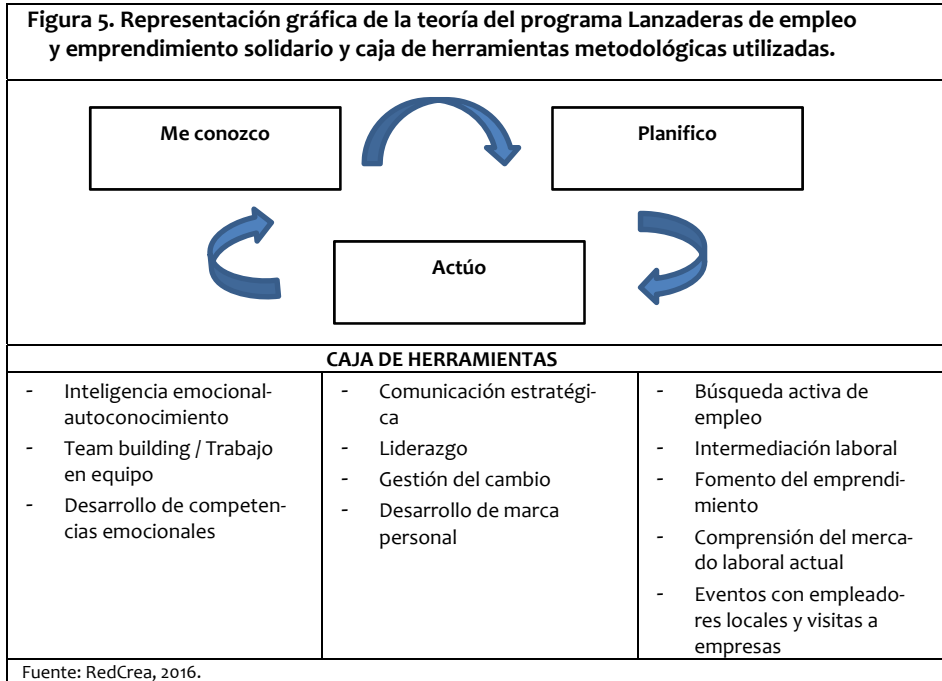 Figura 5. Representación gráfica de la teoría del programa Lanzaderas de empleo
y emprendimiento solidario y caja de herramientas metodológicas utilizadas.
Me conozco
Planifico
Actúo
CAJA DE HERRAMIENTAS
- Inteligencia emocional-
autoconocimiento
- Team building / Trabajo
en equipo
- Desarrollo de competen-
cias emocionales
- Comunicación estratégi-
ca
- Liderazgo
- Gestión del cambio
- Desarrollo de marca
personal
- Búsqueda activa de
empleo
- Intermediación laboral
- Fomento del emprendi-
miento
- Comprensión del merca-
do laboral actual
- Eventos con empleado-
res locales y visitas a
empresas
Fuente: RedCrea, 2016.